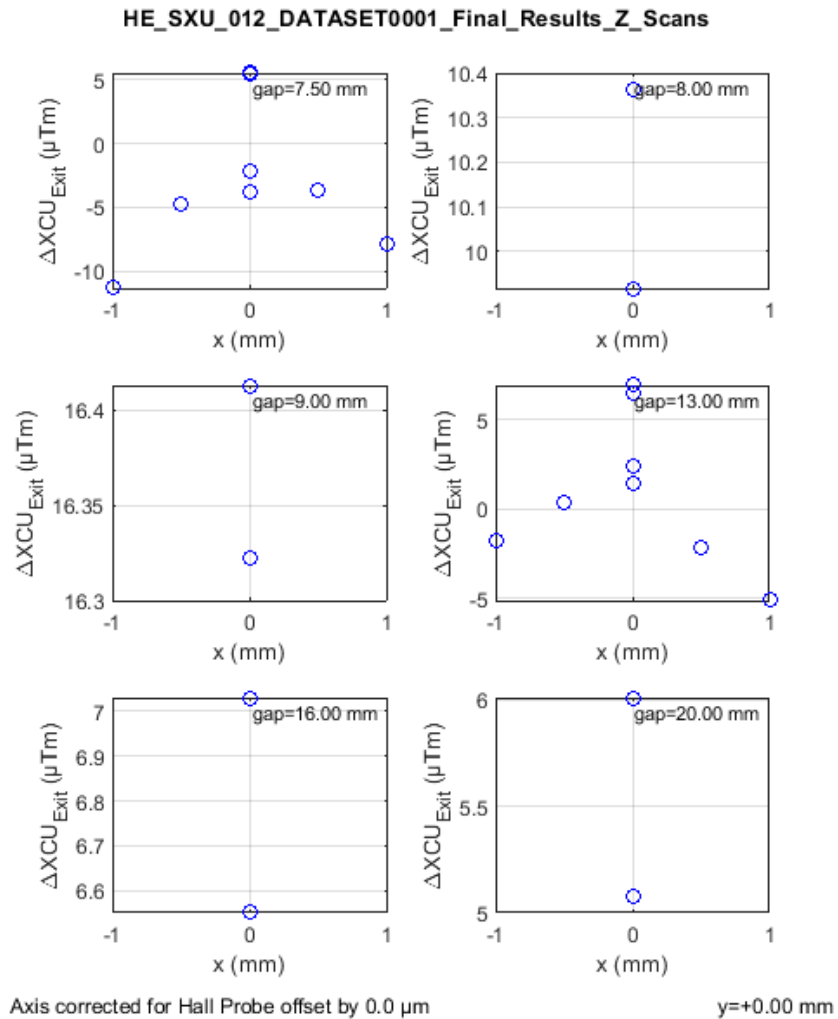 HE_SXU_012_DATASET0001_Final_Results_Z_Scans
gap=7.50 mm
ΔXCU_Exit (µTm)
5
0
-5
-10
-1 0 1
x (mm)
gap=8.00 mm
ΔXCU_Exit (µTm)
10.4
10.3
10.2
10.1
10
-1 0 1
x (mm)
gap=9.00 mm
ΔXCU_Exit (µTm)
16.4
16.35
16.3
-1 0 1
x (mm)
gap=13.00 mm
ΔXCU_Exit (µTm)
5
0
-5
-1 0 1
x (mm)
gap=16.00 mm
ΔXCU_Exit (µTm)
7
6.9
6.8
6.7
6.6
-1 0 1
x (mm)
gap=20.00 mm
ΔXCU_Exit (µTm)
6
5.5
5
-1 0 1
x (mm)
Axis corrected for Hall Probe offset by 0.0 µm
y=+0.00 mm